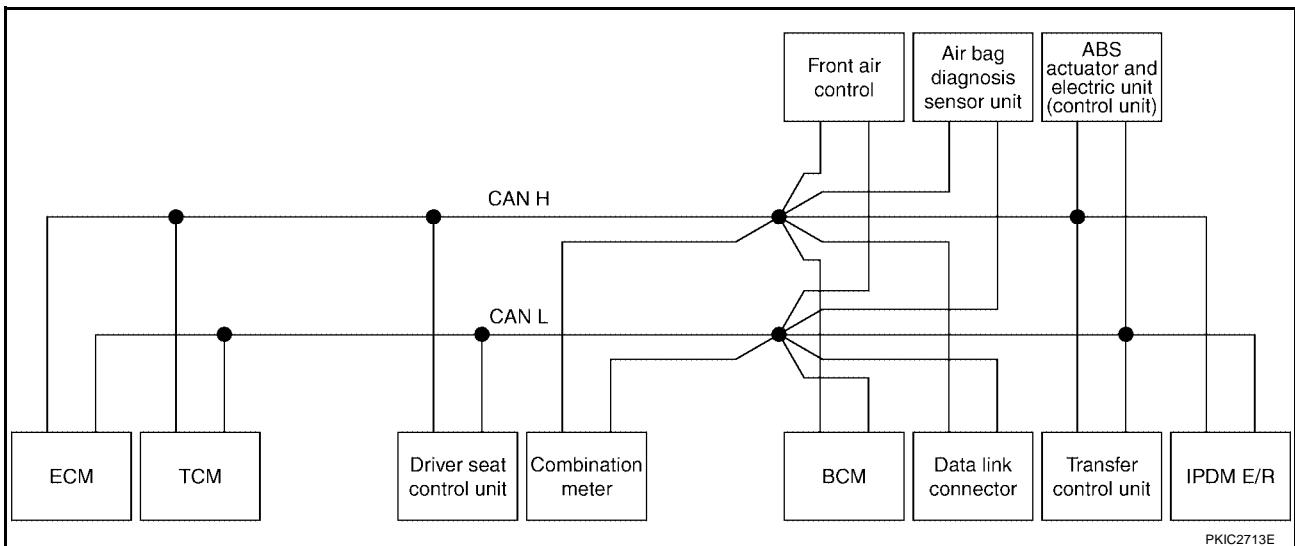 Front air
control
Air bag
diagnosis
sensor unit
ABS
actuator and
electric unit
(control unit)
CAN H
CAN L
ECM
TCM
Driver seat
control unit
Combination
meter
BCM
Data link
connector
Transfer
control unit
IPDM E/R
PKIC2713E